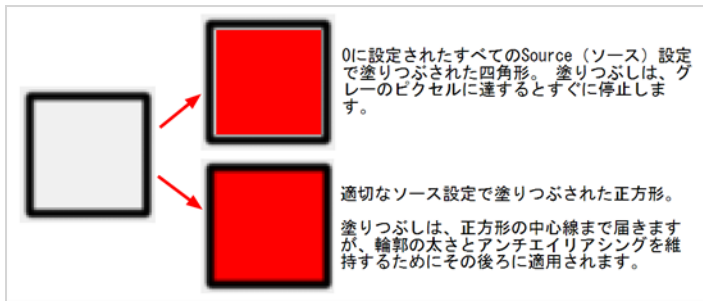 0に設定されたすべてのSource（ソース）設定
で塗りつぶされた四角形。 塗りつぶしは、グ
レーのピクセルに達するとすぐに停止しま
す。
適切なソース設定で塗りつぶされた正方形。
塗りつぶしは、正方形の中心線まで届きます
が、輪郭の太さとアンチエイリアシングを維
持するためにその後ろに適用されます。